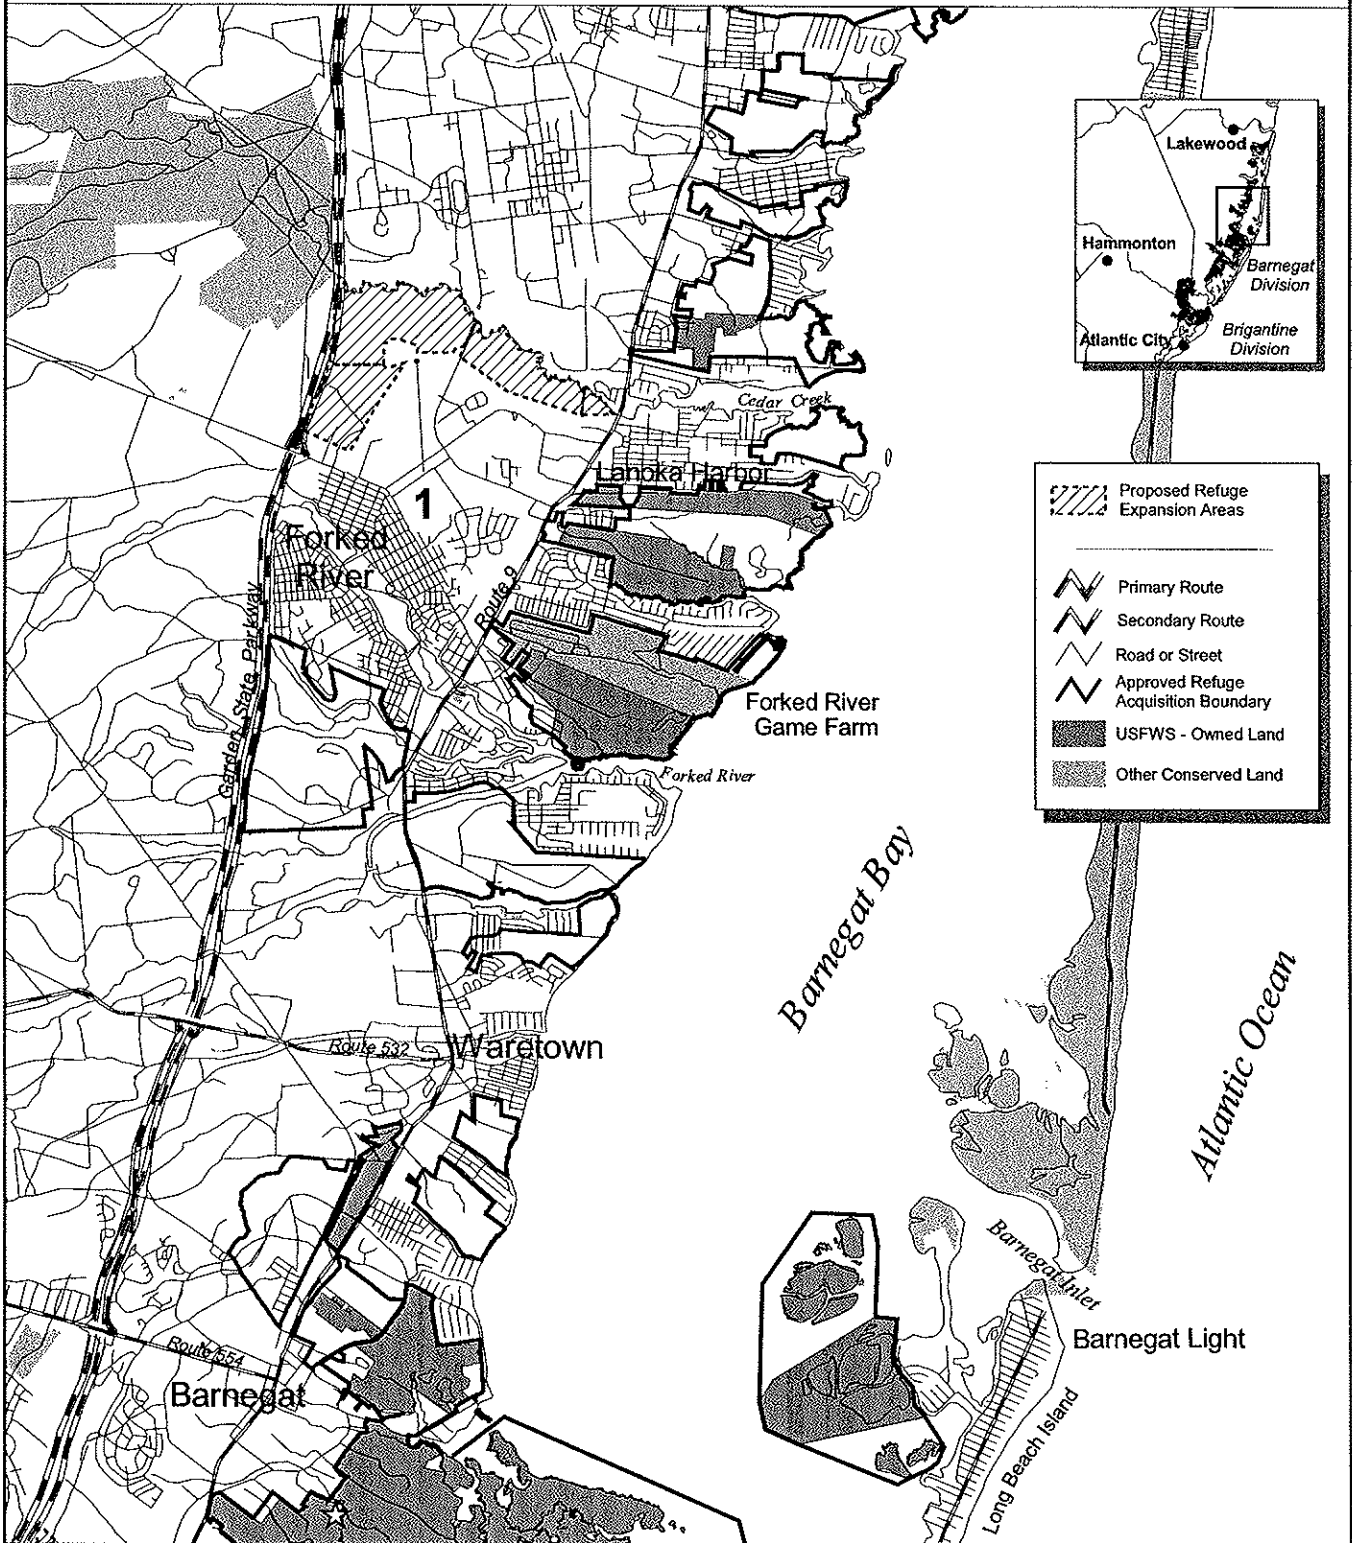 Lakewood
Hammonton
Barnegat
Division
Atlantic City
Brigantine
Division
Cedar Creek
Lanoka Harbor
1
Forked
River
Route 9
Garden State Parkway
Forked River
Game Farm
Forked River
Proposed Refuge
Expansion Areas
Primary Route
Secondary Route
Road or Street
Approved Refuge
Acquisition Boundary
USFWS - Owned Land
Other Conserved Land
Barnegat Bay
Atlantic Ocean
Route 532
Waretown
Barnegat Inlet
Barnegat Light
Route 554
Barnegat
Long Beach Island